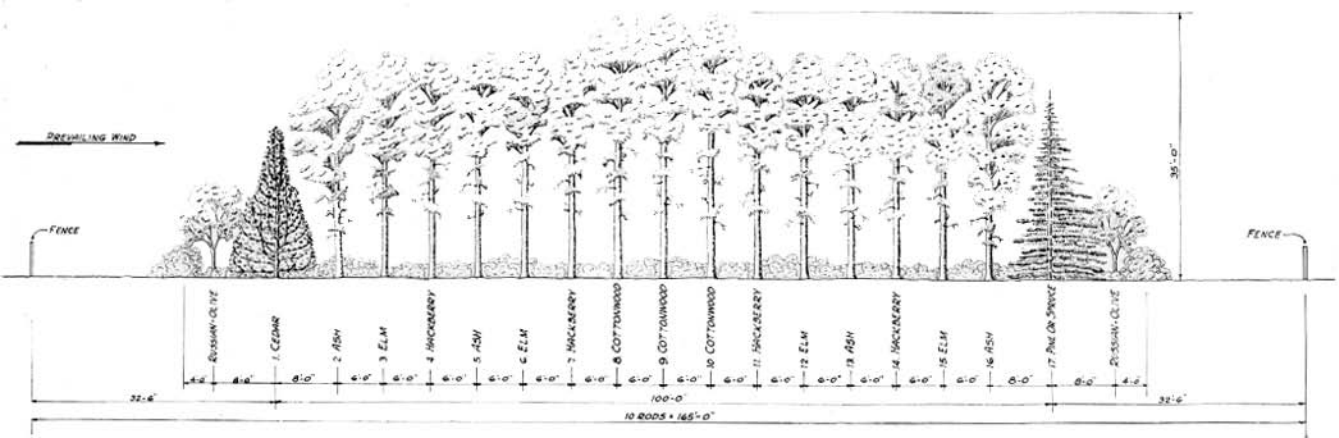 PREVAILING WIND
35'-0"
FENCE
FENCE
RUSSIAN-OLIVE
1. CEDAR
2 ASH
3. ELM
4. HACKBERRY
5. ASH
6. ELM
7. HACKBERRY
8. COTTONWOOD
9. COTTONWOOD
10. COTTONWOOD
11. HACKBERRY
12. ELM
13. ASH
14. HACKBERRY
15. ELM
16. ASH
17. PINE OR SPRUCE
RUSSIAN-OLIVE
4'-0" 8'-0" 8'-0" 6'-0" 6'-0" 6'-0" 6'-0" 6'-0" 6'-0" 6'-0" 6'-0" 6'-0" 6'-0" 6'-0" 6'-0" 6'-0" 6'-0" 8'-0" 8'-0" 4'-0"
32'-6" 100'-0" 32'-6"
10 RODS = 165'-0"